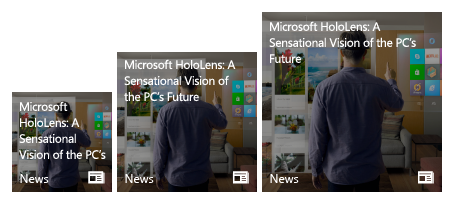 Microsoft
HoloLens: A
Sensational
Vision of the PC's
News
Microsoft HoloLens: A
Sensational Vision of
the PC's Future
News
Microsoft HoloLens: A
Sensational Vision of the PC's
Future
News